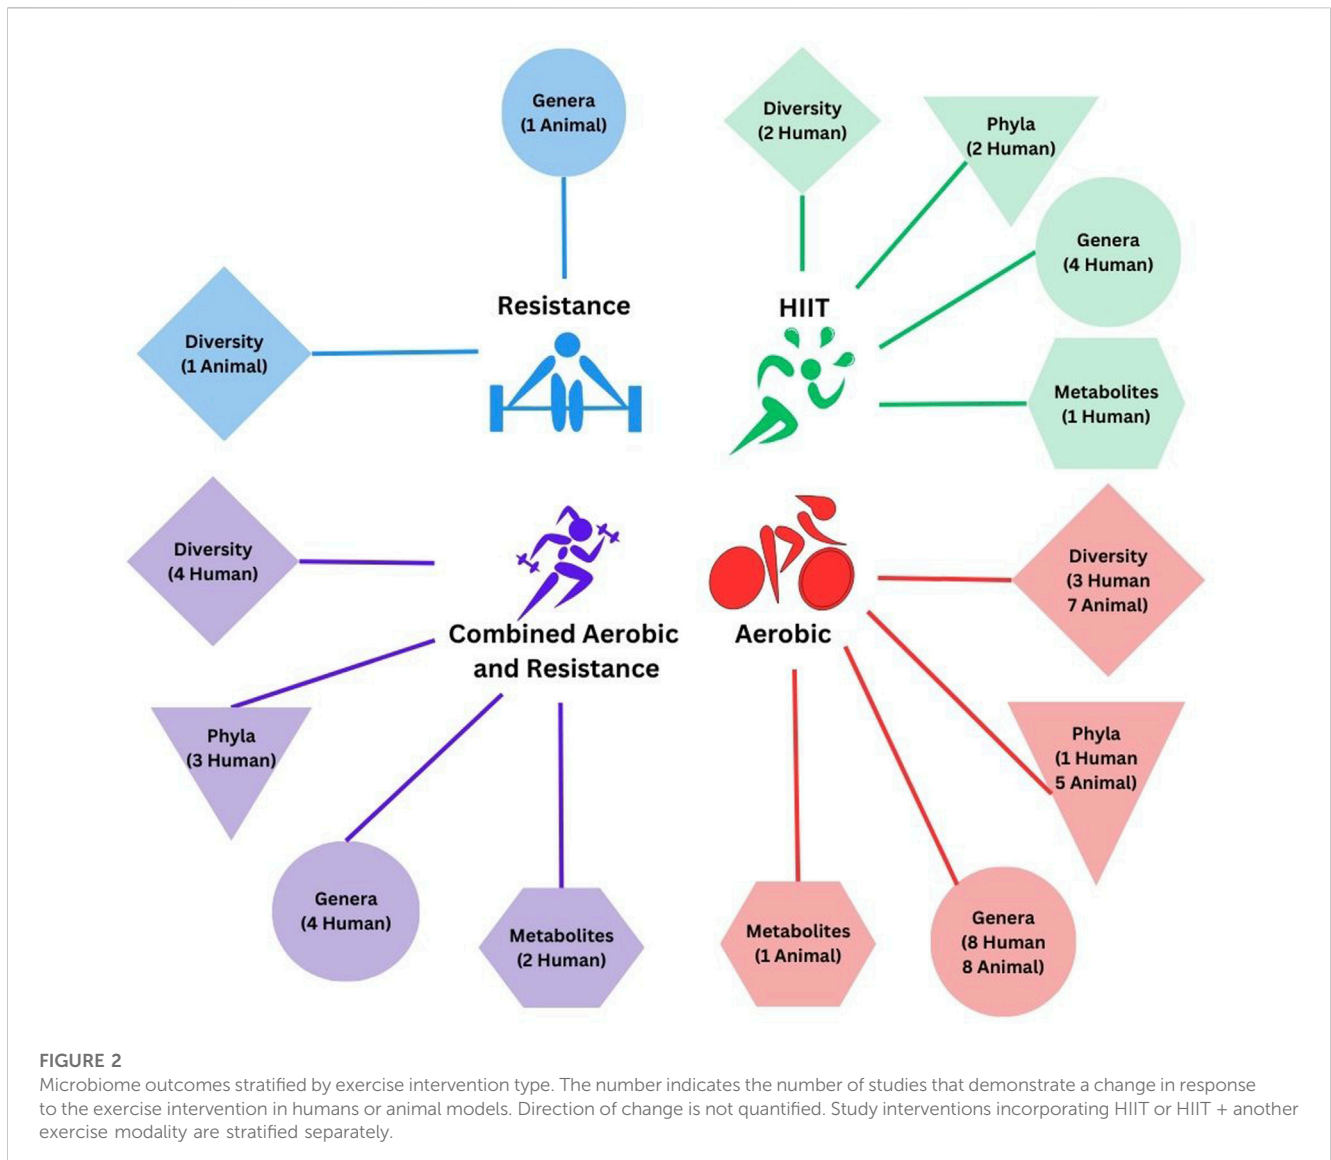 Genera
(1 Animal)
Diversity
(1 Animal)
Resistance
Diversity
(2 Human)
Phyla
(2 Human)
Genera
(4 Human)
Metabolites
(1 Human)
HIIT
Diversity
(4 Human)
Phyla
(3 Human)
Genera
(4 Human)
Metabolites
(2 Human)
Combined Aerobic
and Resistance
Aerobic
Diversity
(3 Human
7 Animal)
Phyla
(1 Human
5 Animal)
Genera
(8 Human
8 Animal)
Metabolites
(1 Animal)
FIGURE 2
Microbiome outcomes stratified by exercise intervention type. The number indicates the number of studies that demonstrate a change in response
to the exercise intervention in humans or animal models. Direction of change is not quantified. Study interventions incorporating HIIT or HIIT + another
exercise modality are stratified separately.